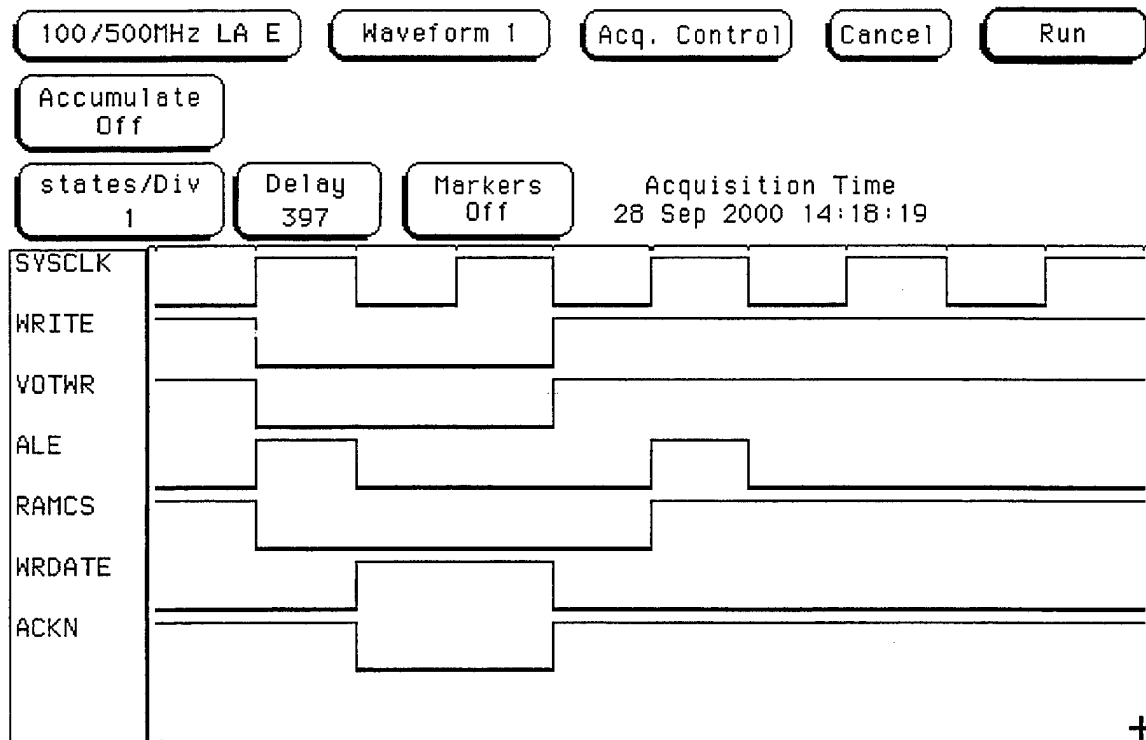 100/500MHz LA E Waveform 1 Acq. Control Cancel Run
Accumulate
Off
states/Div Delay Markers Acquisition Time
1 397 Off 28 Sep 2000 14:18:19
SYSCLK
WRITE
VOTWR
ALE
RAMCS
WRDATE
ACKN